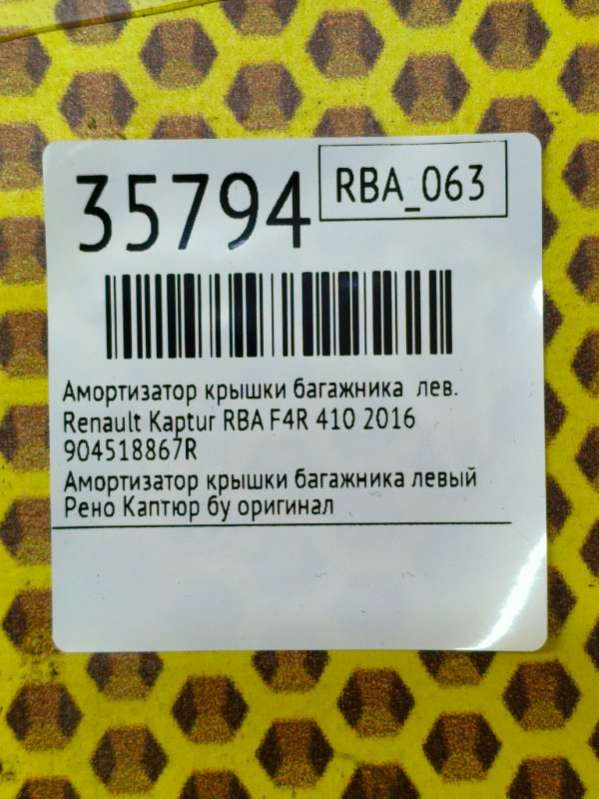 35794
RBA_063
Амортизатор крышки багажника лев.
Renault Kaptur RBA F4R 410 2016
904518867R
Амортизатор крышки багажника левый
Рено Каптюр бу оригинал